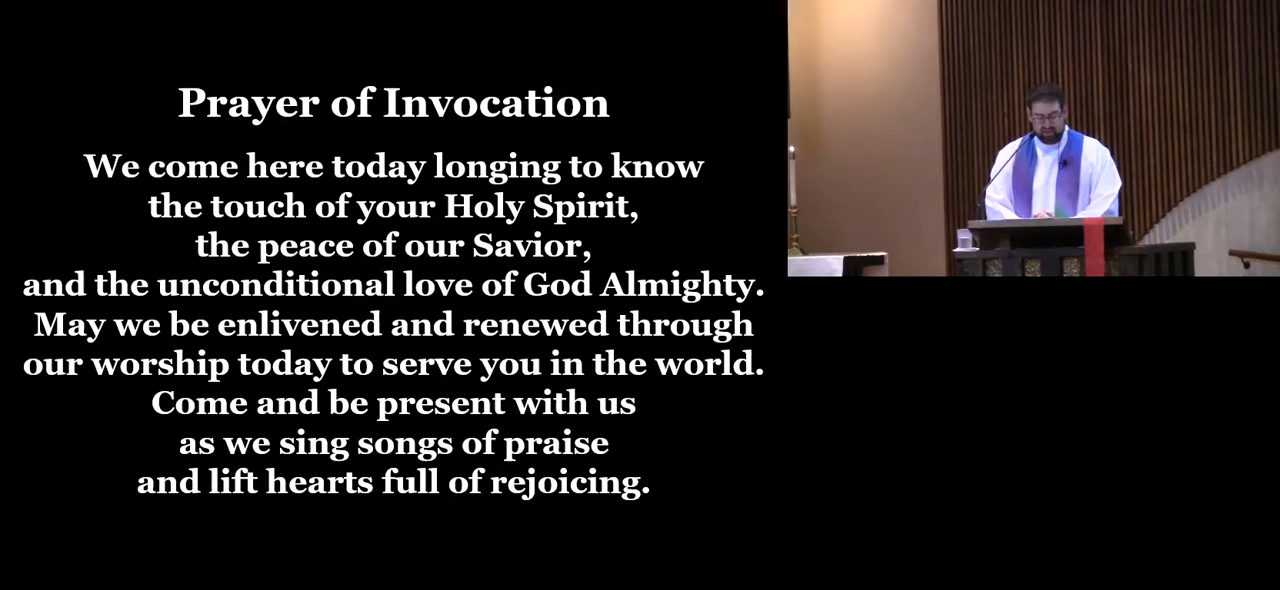 Prayer of Invocation
We come here today longing to know
the touch of your Holy Spirit,
the peace of our Savior,
and the unconditional love of God Almighty.
May we be enlivened and renewed through
our worship today to serve you in the world.
Come and be present with us
as we sing songs of praise
and lift hearts full of rejoicing.